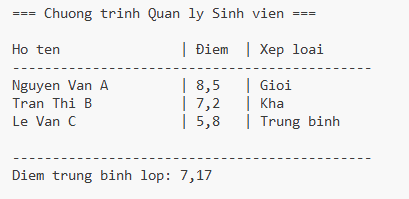 === Chuong trinh Quan ly Sinh vien ===
Ho ten | Điem | Xep loai
--------------------------------------------
Nguyen Van A | 8,5 | Gioi
Tran Thi B | 7,2 | Kha
Le Van C | 5,8 | Trung binh
--------------------------------------------
Diem trung binh lop: 7,17